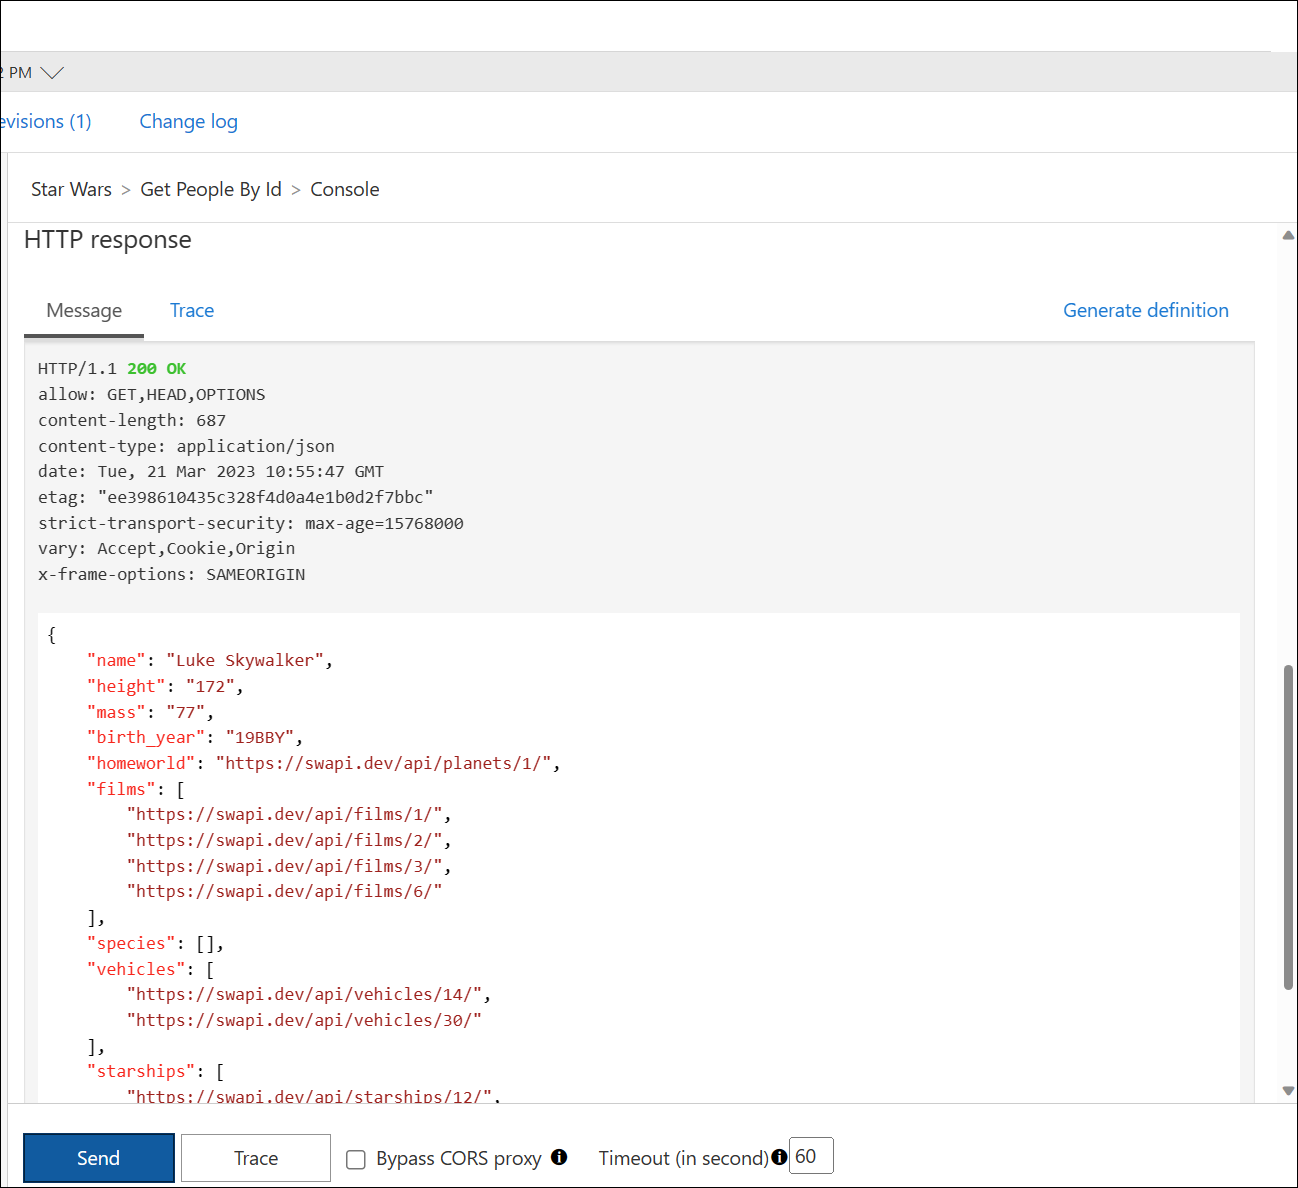 2 PM
evisions (1) Change log
Star Wars > Get People By Id > Console
HTTP response
Message Trace Generate definition
HTTP/1.1 200 OK
allow: GET,HEAD,OPTIONS
content-length: 687
content-type: application/json
date: Tue, 21 Mar 2023 10:55:47 GMT
etag: "ee398610435c328f4d0a4e1b0d2f7bbc"
strict-transport-security: max-age=15768000
vary: Accept,Cookie,Origin
x-frame-options: SAMEORIGIN
{
    "name": "Luke Skywalker",
    "height": "172",
    "mass": "77",
    "birth_year": "19BBY",
    "homeworld": "https://swapi.dev/api/planets/1/",
    "films": [
        "https://swapi.dev/api/films/1/",
        "https://swapi.dev/api/films/2/",
        "https://swapi.dev/api/films/3/",
        "https://swapi.dev/api/films/6/"
    ],
    "species": [],
    "vehicles": [
        "https://swapi.dev/api/vehicles/14/",
        "https://swapi.dev/api/vehicles/30/"
    ],
    "starships": [
        "https://swapi.dev/api/starships/12/",
Send Trace Bypass CORS proxy Timeout (in second) 60